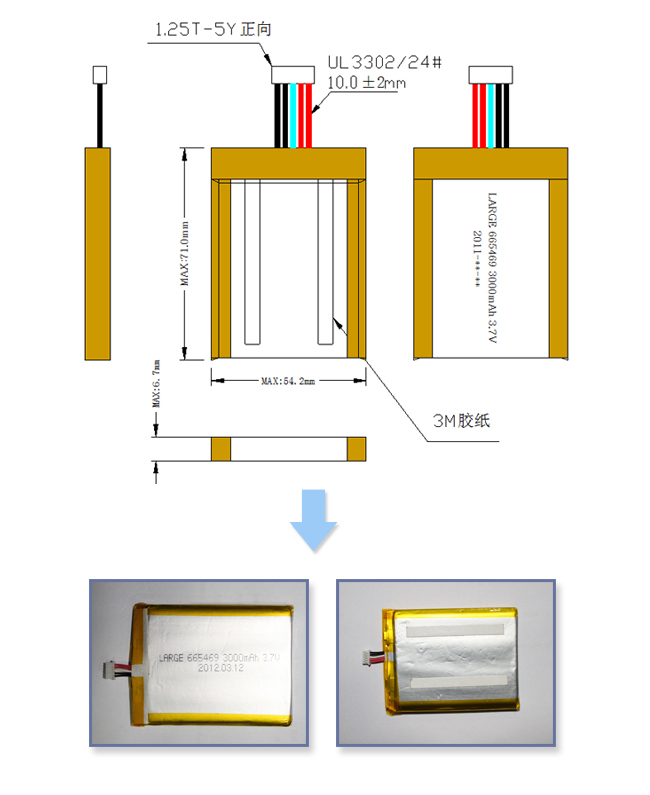 1.25T-5Y 正向
UL3302/24#
10.0±2mm
MAX:71.0mm
LARGE 665469 3000mAh 3.7V
2011-**-**
MAX:6.7mm
MAX:54.2mm
3M胶纸
LARGE 665469 3000mAh 3.7V
2012.03.12